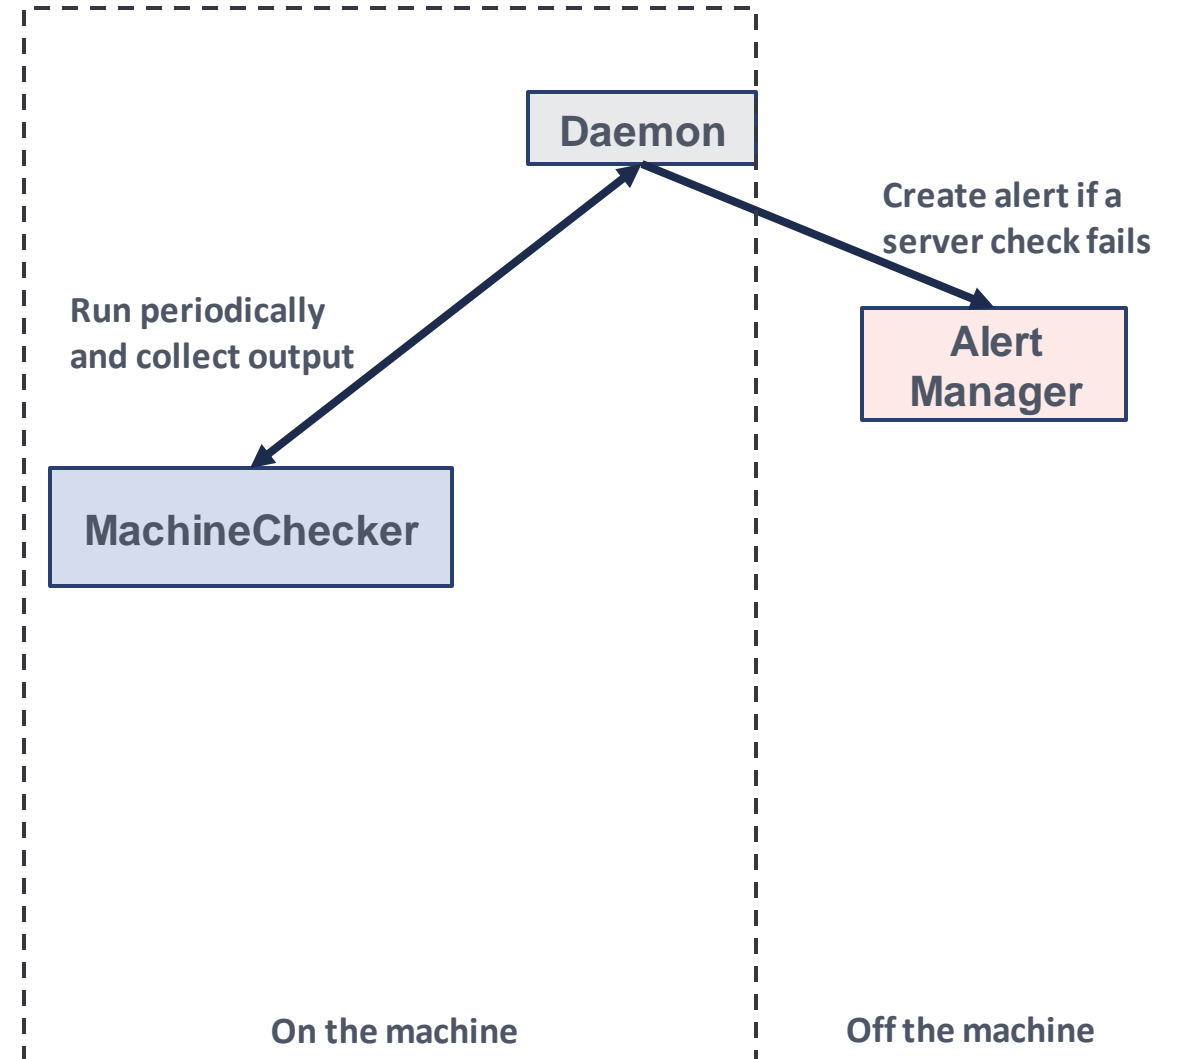 Daemon
Create alert if a
server check fails
Run periodically
and collect output
Alert
Manager
MachineChecker
On the machine
Off the machine